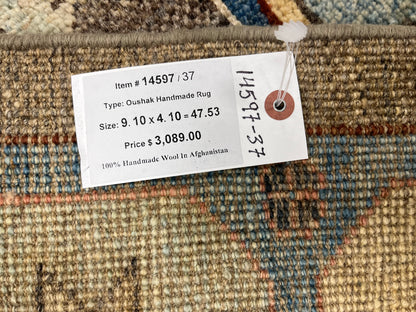 Item # 14597 / 37
Type: Oushak Handmade Rug
Size: 9. 10 x 4. 10 = 47.53
Price $ 3,089.00
100% Handmade Wool In Afghanistan
14597-37